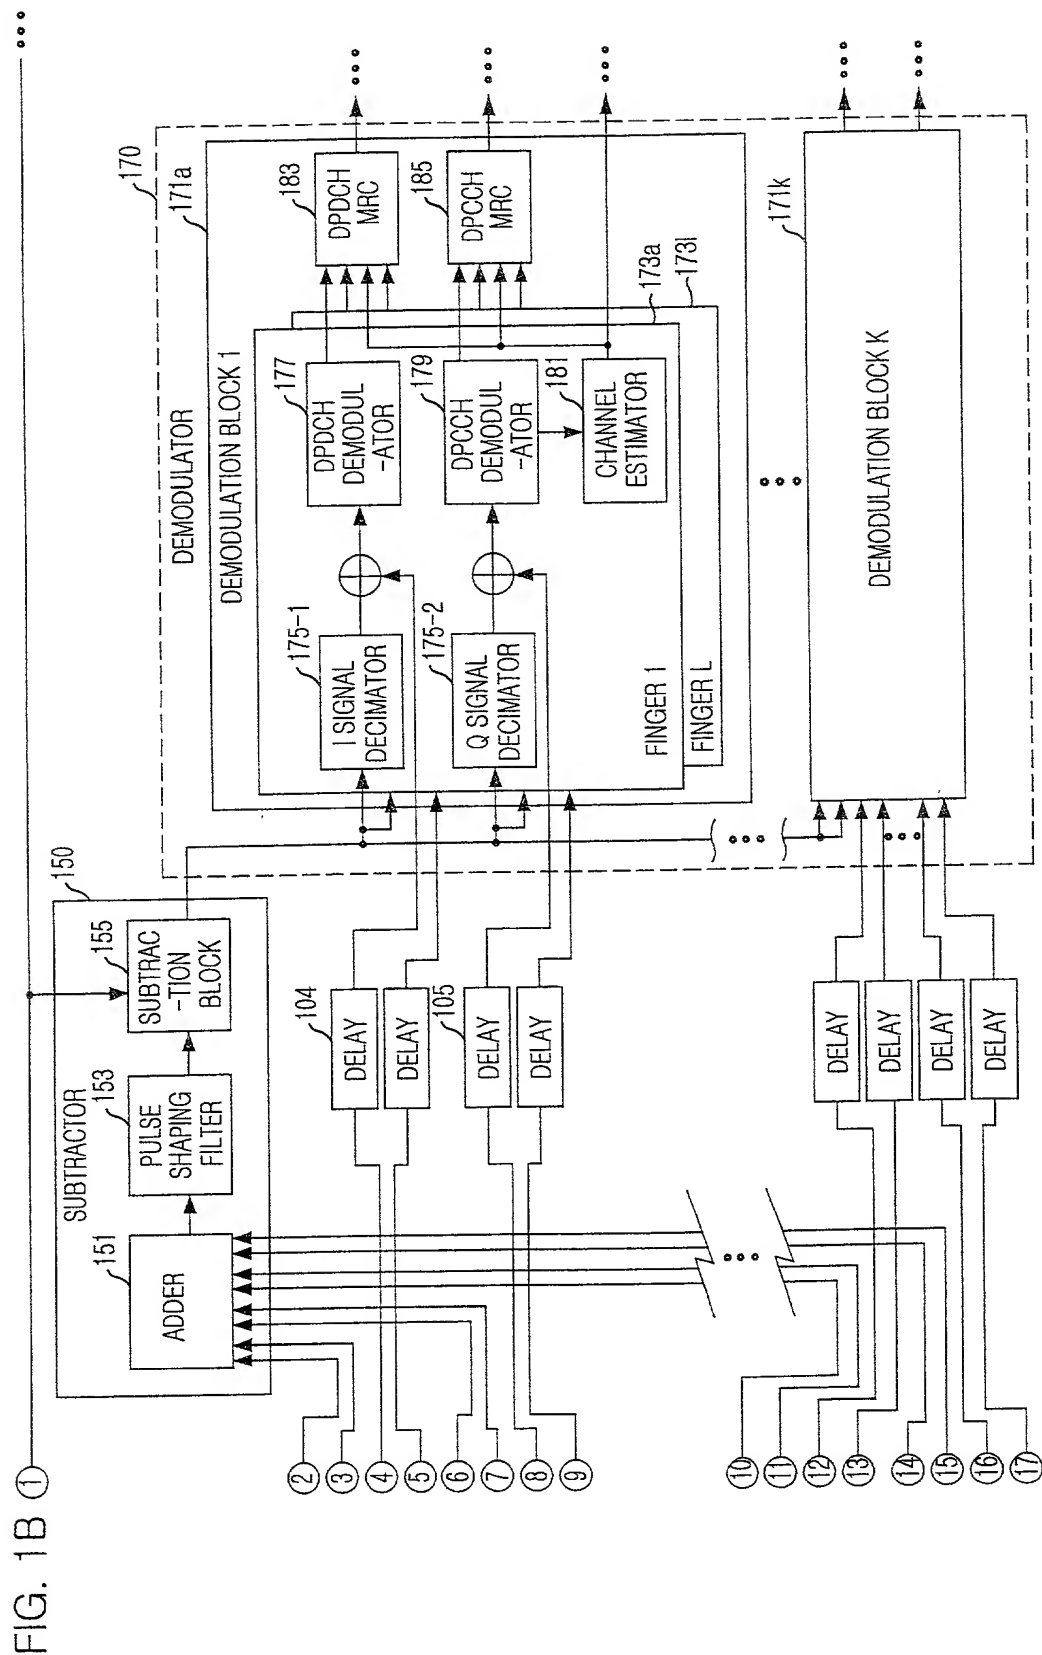 FIG. 1B
①
SUBTRACTOR
150
151
ADDER
153
PULSE
SHAPING
FILTER
155
SUBTRAC
-TION
BLOCK
②
③
④
⑤
⑥
⑦
⑧
⑨
104
DELAY
DELAY
105
DELAY
DELAY
170
DEMODULATOR
171a
DEMODULATION BLOCK 1
175-1
I SIGNAL
DECIMATOR
177
DPDCH
DEMODUL
-ATOR
183
DPDCH
MRC
175-2
Q SIGNAL
DECIMATOR
179
DPCCH
DEMODUL
-ATOR
185
DPCCH
MRC
181
CHANNEL
ESTIMATOR
FINGER 1
173a
FINGER L
173l
⑩
⑪
⑫
⑬
⑭
⑮
⑯
⑰
DELAY
DELAY
DELAY
DELAY
171k
DEMODULATION BLOCK K